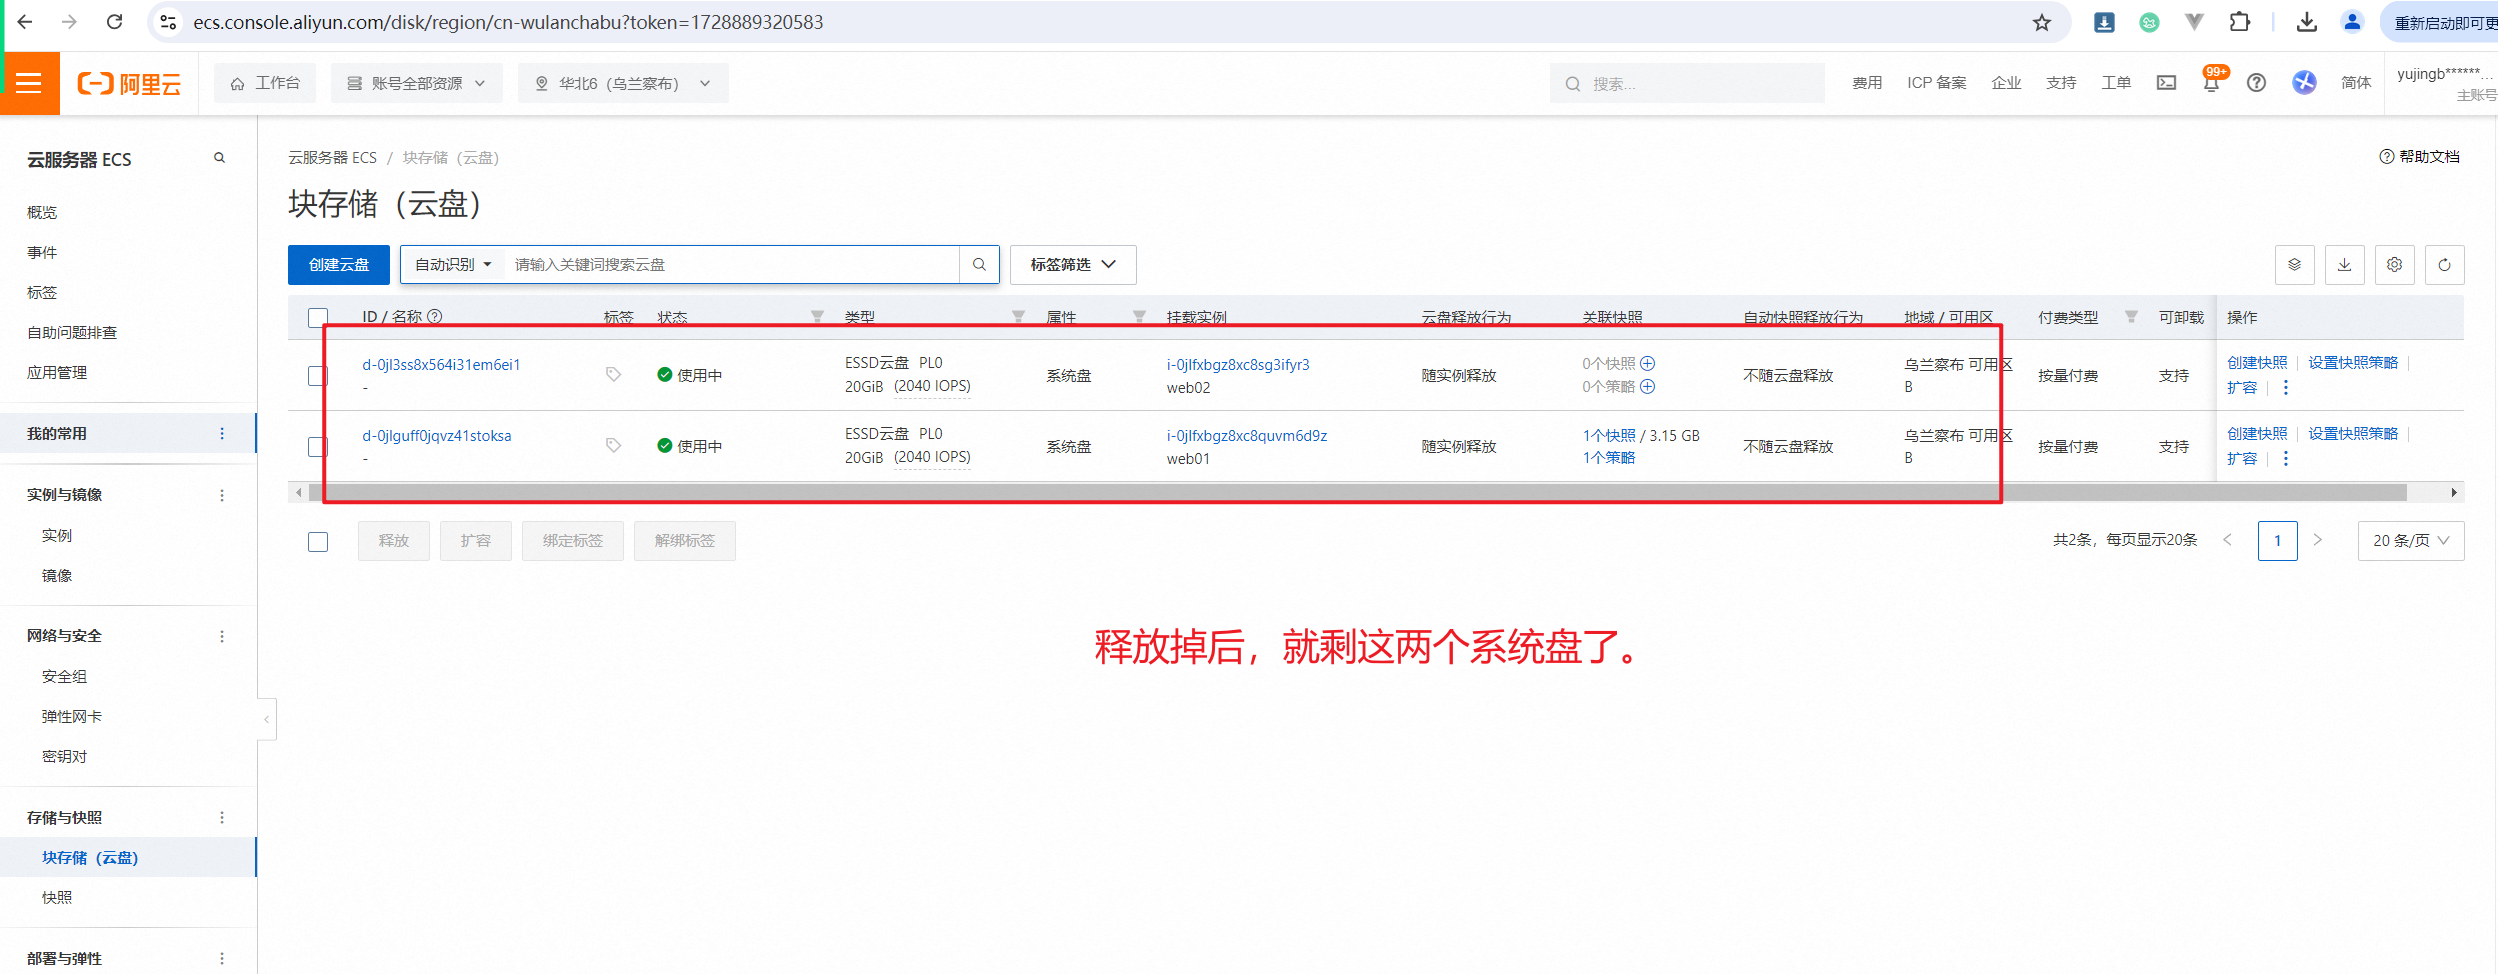 ecs.console.aliyun.com/disk/region/cn-wulanchabu?token=1728889320583
重新启动即可更
阿里云
工作台
账号全部资源
华北6（乌兰察布）
搜索...
费用
ICP 备案
企业
支持
工单
99+
简体
yujingb******...
主账号
云服务器 ECS
概览
事件
标签
自助问题排查
应用管理
我的常用
实例与镜像
实例
镜像
网络与安全
安全组
弹性网卡
密钥对
存储与快照
块存储（云盘）
快照
部署与弹性
云服务器 ECS / 块存储（云盘）
帮助文档
块存储（云盘）
创建云盘
自动识别
请输入关键词搜索云盘
标签筛选
ID / 名称 标签 状态 类型 属性 挂载实例 云盘释放行为 关联快照 自动快照释放行为 地域 / 可用区 付费类型 可卸载 操作
d-0jl3ss8x564i31em6ei1
-
使用中
ESSD云盘 PL0
20GiB (2040 IOPS)
系统盘
i-0jlfxbgz8xc8sg3ifyr3
web02
随实例释放
0个快照
0个策略
不随云盘释放
乌兰察布 可用区
B
按量付费
支持
创建快照 设置快照策略
扩容
d-0jlguff0jqvz41stoksa
-
使用中
ESSD云盘 PL0
20GiB (2040 IOPS)
系统盘
i-0jlfxbgz8xc8quvm6d9z
web01
随实例释放
1个快照 / 3.15 GB
1个策略
不随云盘释放
乌兰察布 可用区
B
按量付费
支持
创建快照 设置快照策略
扩容
释放 扩容 绑定标签 解绑标签
共2条，每页显示20条
1
20 条/页
释放掉后，就剩这两个系统盘了。